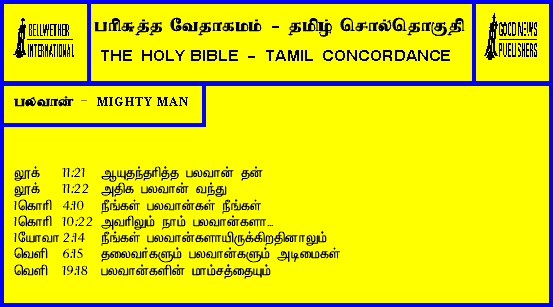 BELLWETHER
INTERNATIONAL
பரிசுத்த வேதாகமம் - தமிழ் சொல்தொகுதி
THE HOLY BIBLE - TAMIL CONCORDANCE
GOOD NEWS
PUBLISHERS
பலவான் - MIGHTY MAN
லூக் 11:21 ஆயுதந்தரித்த பலவான் தன்
லூக் 11:22 அதிக பலவான் வந்து
1கொரி 4:10 நீங்கள் பலவான்கள் நீங்கள்
1கொரி 10:22 அவரிலும் நாம் பலவான்களா...
1யோவா 2:14 நீங்கள் பலவான்களாயிருக்கிறதினாலும்
வெளி 6:15 தலைவர்களும் பலவான்களும் அடிமைகள்
வெளி 19:18 பலவான்களின் மாம்சத்தையும்